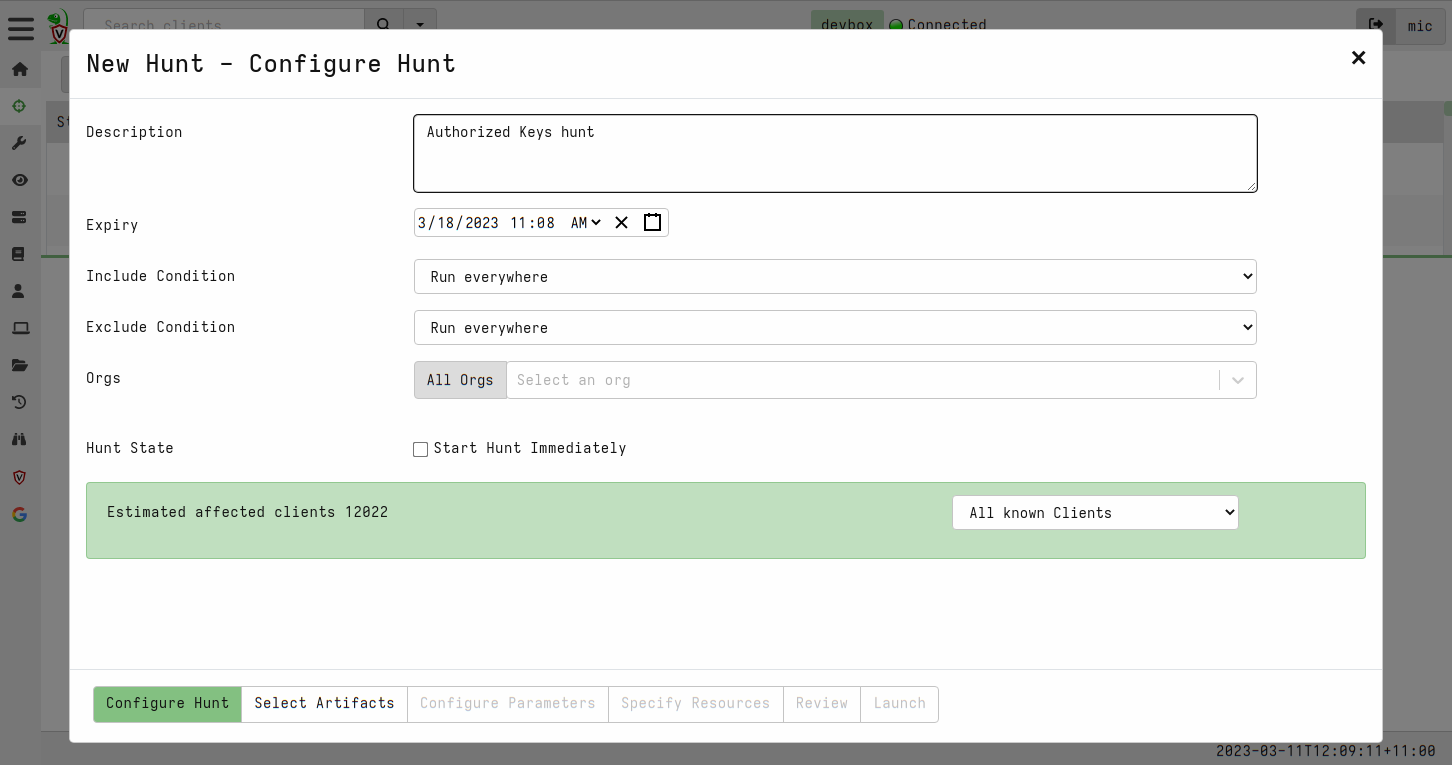 Search clients
devbox Connected
mic
New Hunt - Configure Hunt
Description
Authorized Keys hunt
Expiry
3/18/2023 11:08 AM
Include Condition
Run everywhere
Exclude Condition
Run everywhere
Orgs
All Orgs Select an org
Hunt State
Start Hunt Immediately
Estimated affected clients 12022
All known Clients
Configure Hunt Select Artifacts Configure Parameters Specify Resources Review Launch
2023-03-11T12:09:11+11:00